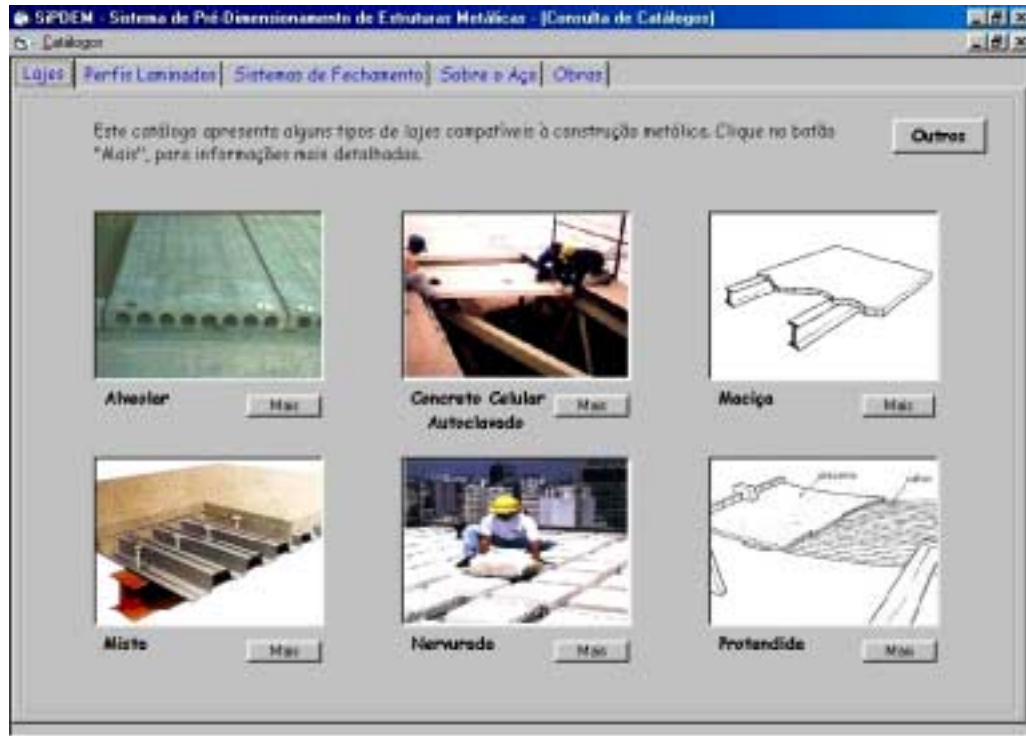 SiPDEM - Sistema de Pré-Dimensionamento de Estruturas Metálicas - [Consulta de Catálogos]
Catálogos
Lajes Perfis Laminados Sistemas de Fechamento Sobre o Aço Obras
Este catálogo apresenta alguns tipos de lajes compatíveis à construção metálica. Clique no botão
"Mais", para informações mais detalhadas.
Outros
Alveolar Mais
Concreto Celular Mais
Autoclavado
Maciça Mais
Mista Mais
Nervurada Mais
Protendida Mais